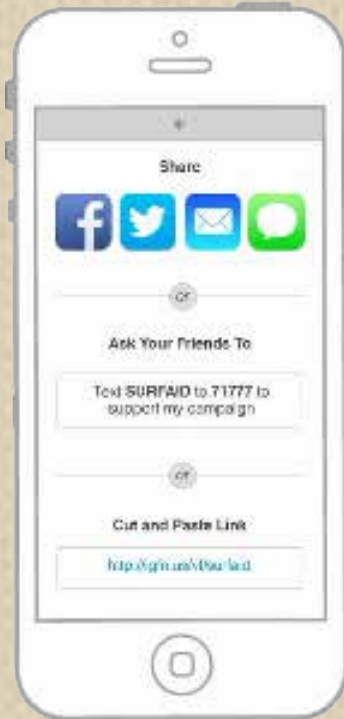 Share
or
Ask Your Friends To
Text SURFAID to 71777 to
support my campaign
or
Cut and Paste Link